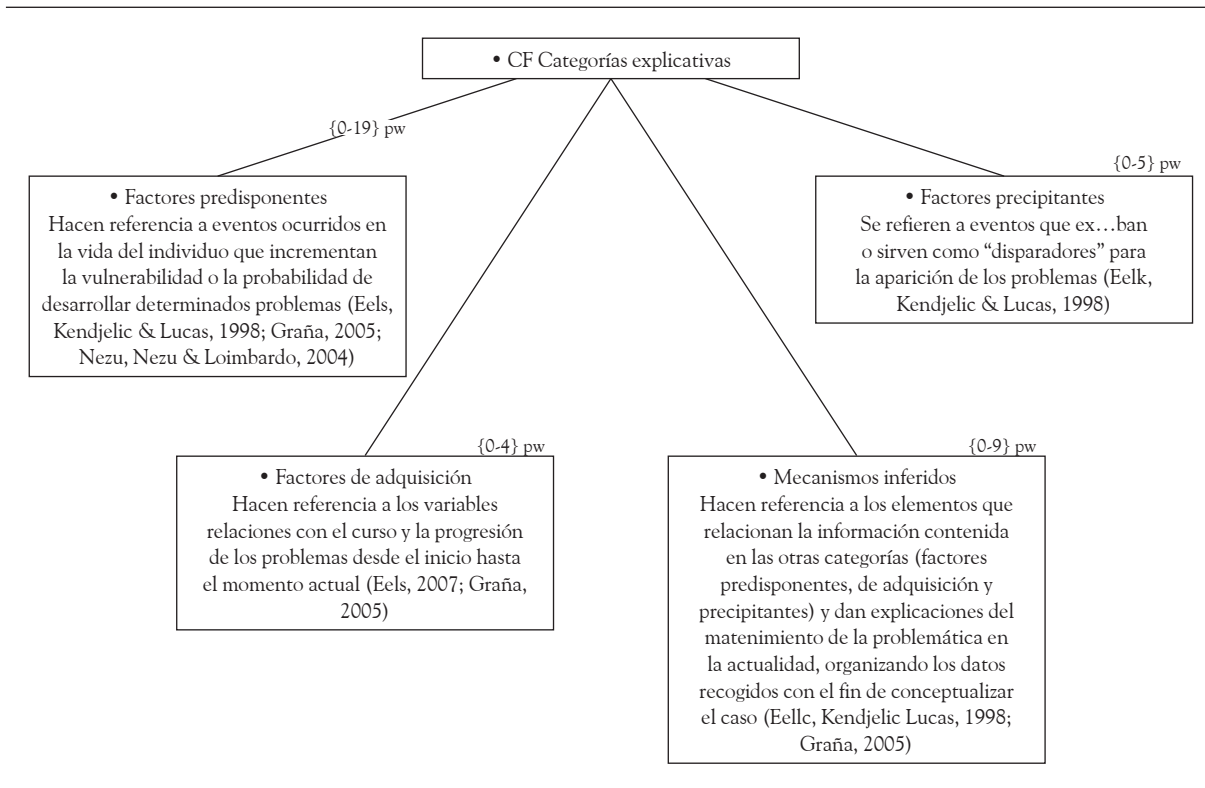 • CF Categorías explicativas
{0-19} pw
• Factores predisponentes
Hacen referencia a eventos ocurridos en
la vida del individuo que incrementan
la vulnerabilidad o la probabilidad de
desarrollar determinados problemas (Eels,
Kendjelic & Lucas, 1998; Graña, 2005;
Nezu, Nezu & Loimbardo, 2004)
{0-5} pw
• Factores precipitantes
Se refieren a eventos que ex…ban
o sirven como “disparadores” para
la aparición de los problemas (Eelk,
Kendjelic & Lucas, 1998)
{0-4} pw
• Factores de adquisición
Hacen referencia a los variables
relaciones con el curso y la progresión
de los problemas desde el inicio hasta
el momento actual (Eels, 2007; Graña,
2005)
{0-9} pw
• Mecanismos inferidos
Hacen referencia a los elementos que
relacionan la información contenida
en las otras categorías (factores
predisponentes, de adquisición y
precipitantes) y dan explicaciones del
matenimiento de la problemática en
la actualidad, organizando los datos
recogidos con el fin de conceptualizar
el caso (Eellc, Kendjelic Lucas, 1998;
Graña, 2005)